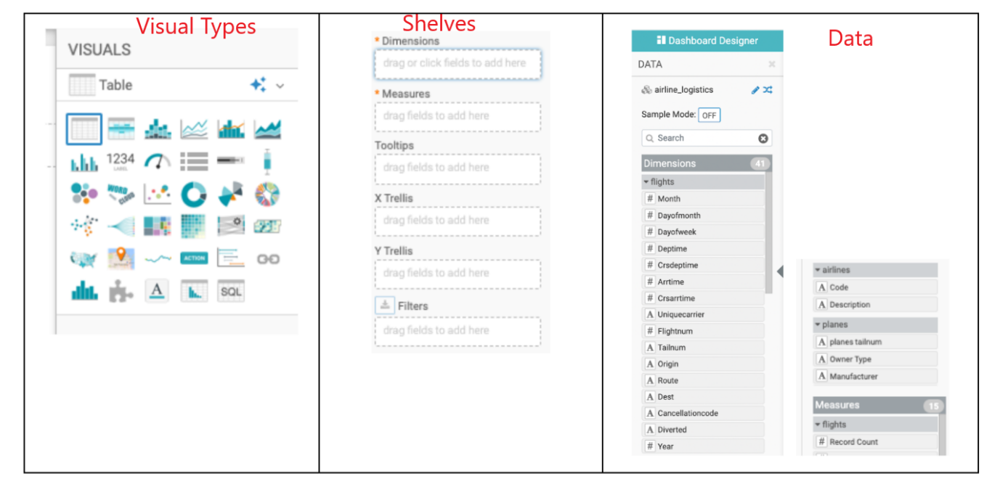 Visual Types
VISUALS
Table
1234
LABEL
WORD
CLOUD
ACTION
A
SQL
Shelves
* Dimensions
drag or click fields to add here
* Measures
drag fields to add here
Tooltips
drag fields to add here
X Trellis
drag fields to add here
Y Trellis
drag fields to add here
Filters
drag fields to add here
Data
Dashboard Designer
DATA ×
airline_logistics
Sample Mode: OFF
Search
Dimensions 41
flights
# Month
# Dayofmonth
# Dayofweek
# Deptime
# Crsdeptime
# Arrtime
# Crsarrtime
A Uniquecarrier
# Flightnum
A Tailnum
A Origin
A Route
A Dest
A Cancellationcode
A Diverted
# Year
airlines
A Code
A Description
planes
A planes tailnum
A Owner Type
A Manufacturer
Measures 15
flights
# Record Count